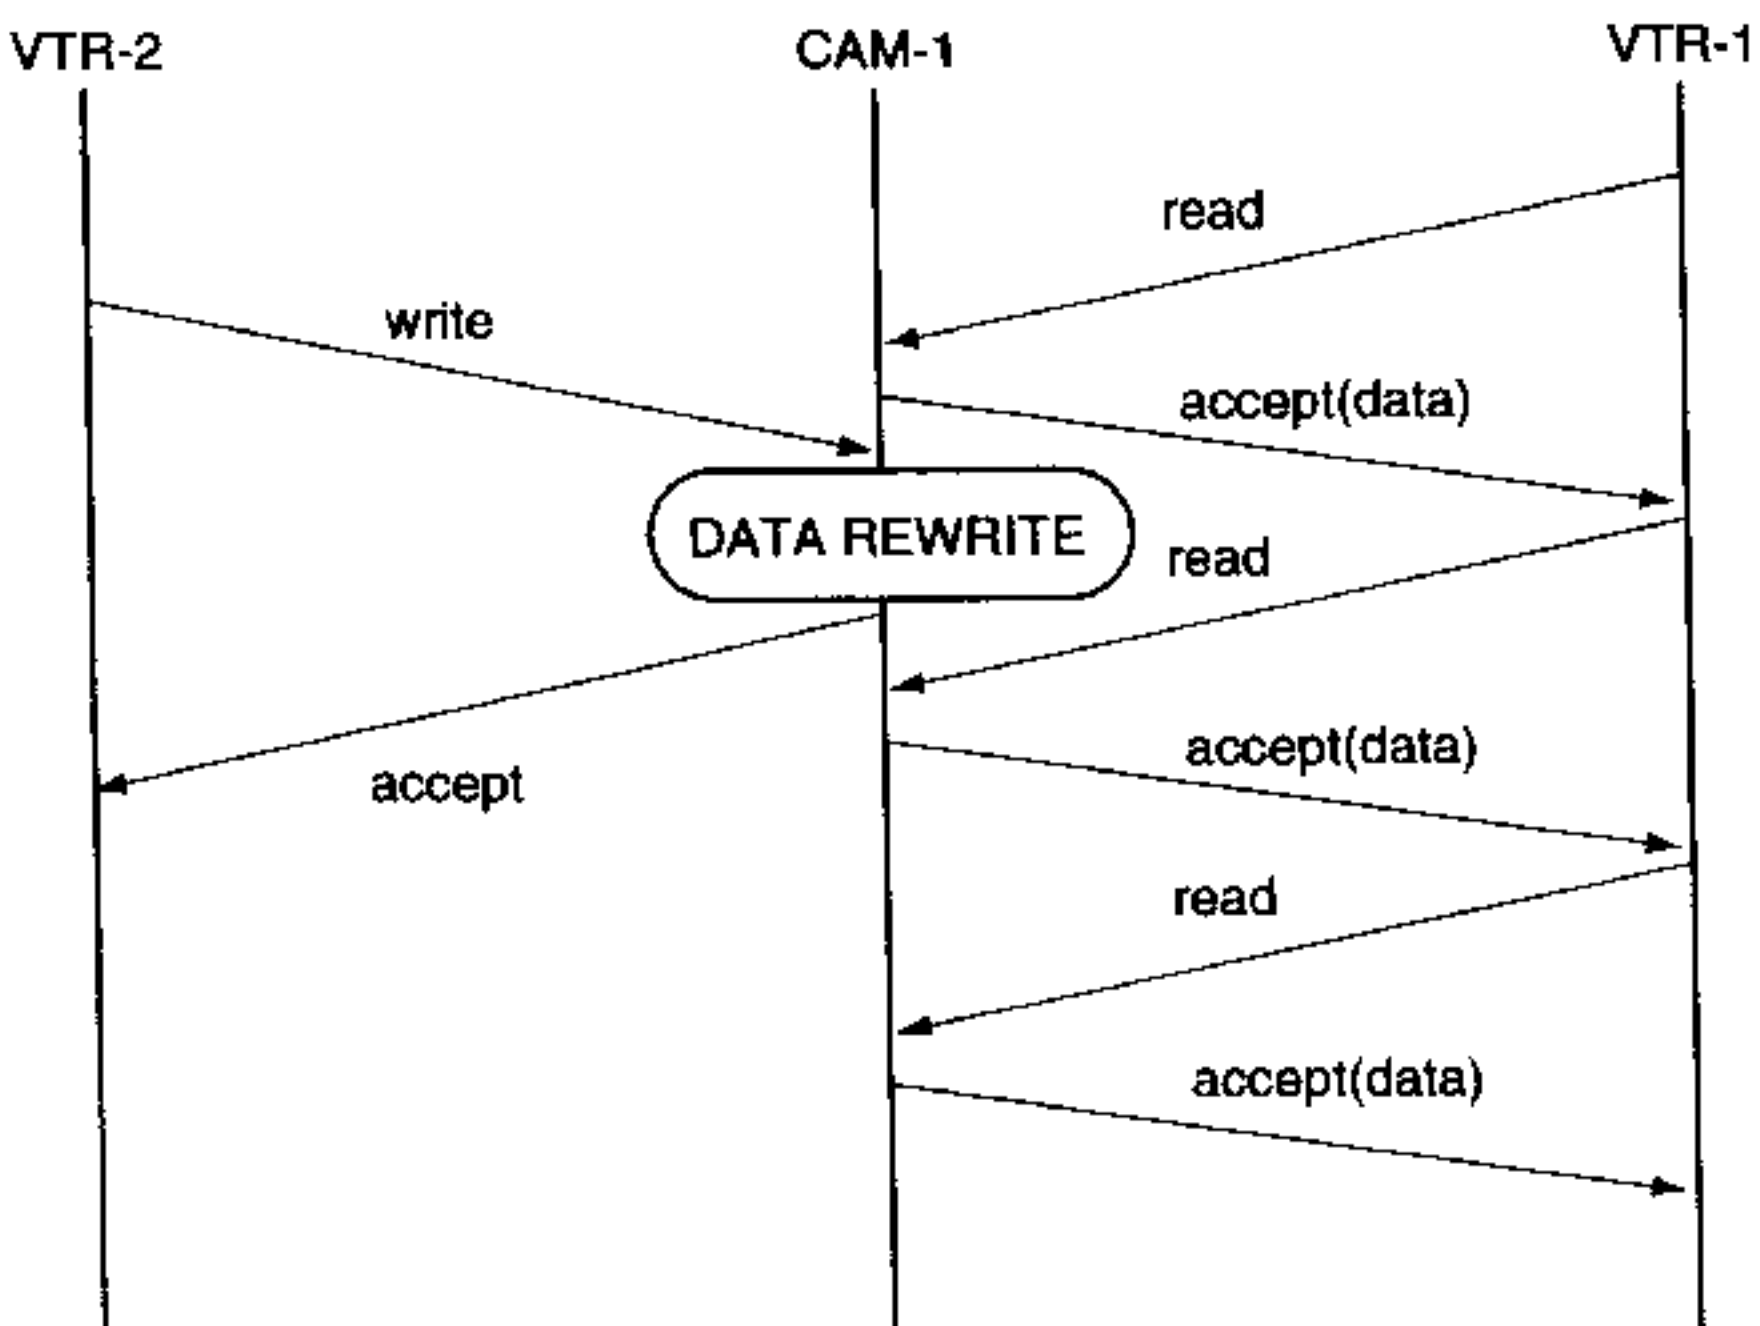 VTR-2
CAM-1
VTR-1
read
write
accept(data)
DATA REWRITE
read
accept(data)
accept
read
accept(data)